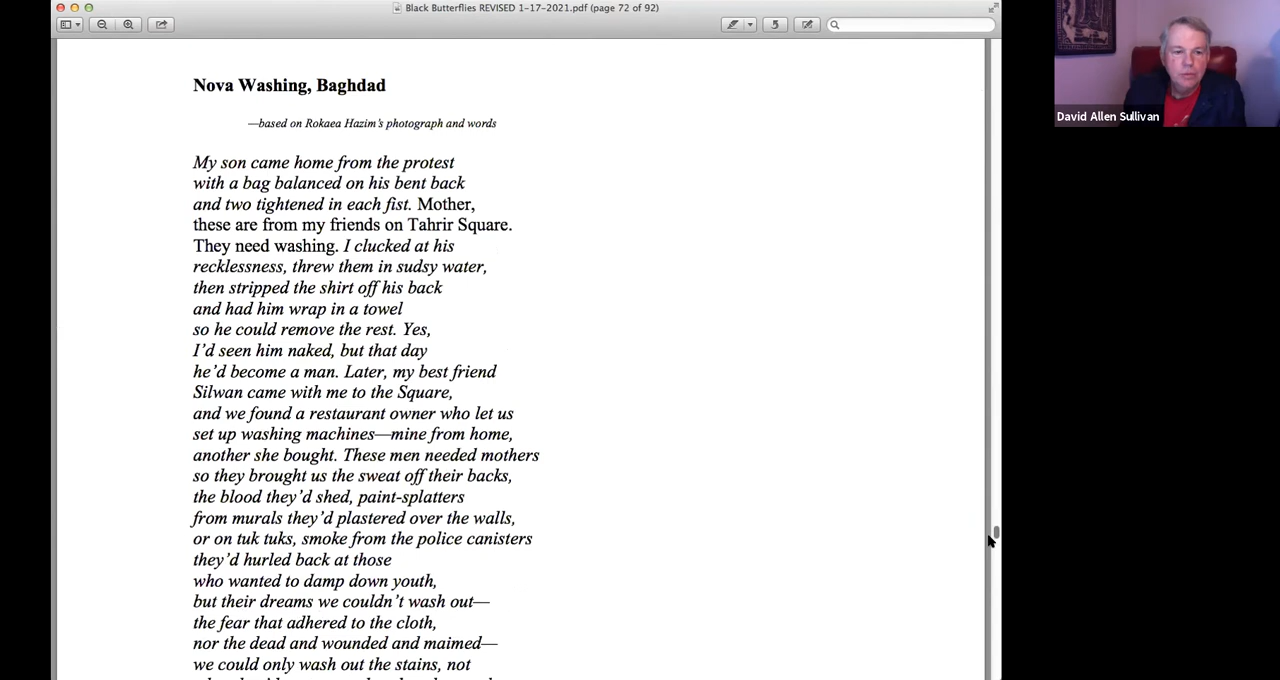 Black Butterflies REVISED 1-17-2021.pdf (page 72 of 92)
David Allen Sullivan
Nova Washing, Baghdad
—based on Rokaea Hazim's photograph and words
My son came home from the protest
with a bag balanced on his bent back
and two tightened in each fist. Mother,
these are from my friends on Tahrir Square.
They need washing. I clucked at his
recklessness, threw them in sudsy water,
then stripped the shirt off his back
and had him wrap in a towel
so he could remove the rest. Yes,
I'd seen him naked, but that day
he'd become a man. Later, my best friend
Silwan came with me to the Square,
and we found a restaurant owner who let us
set up washing machines—mine from home,
another she bought. These men needed mothers
so they brought us the sweat off their backs,
the blood they'd shed, paint-splatters
from murals they'd plastered over the walls,
or on tuk tuks, smoke from the police canisters
they'd hurled back at those
who wanted to damp down youth,
but their dreams we couldn't wash out—
the fear that adhered to the cloth,
nor the dead and wounded and maimed—
we could only wash out the stains, not